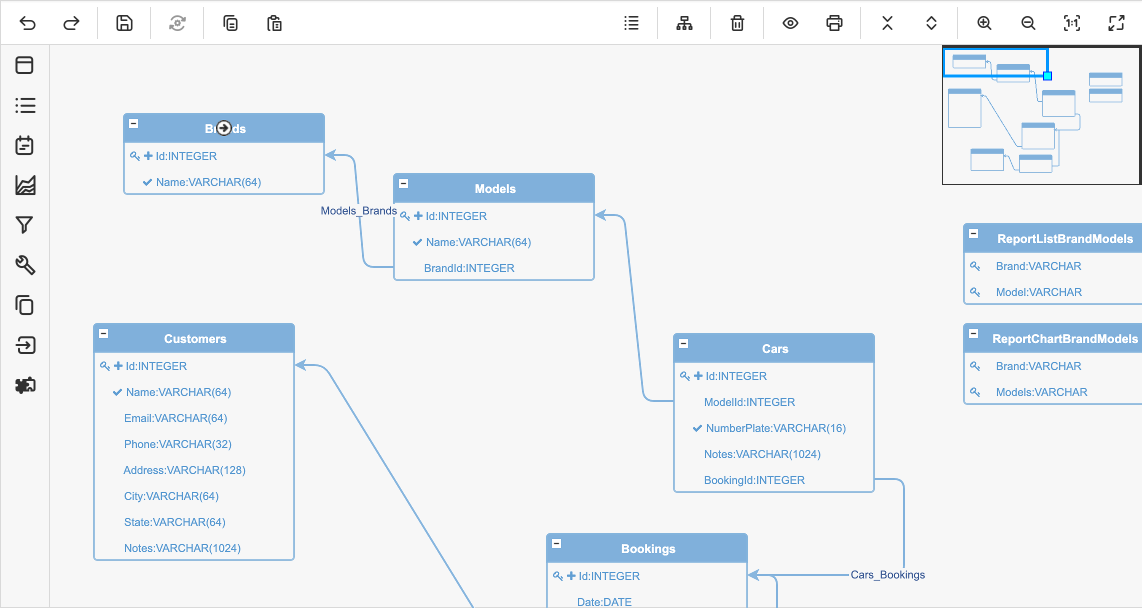 1:1
Brands
Id:INTEGER
Name:VARCHAR(64)
Models_Brands
Models
Id:INTEGER
Name:VARCHAR(64)
BrandId:INTEGER
ReportListBrandModels
Brand:VARCHAR
Model:VARCHAR
Customers
Id:INTEGER
Name:VARCHAR(64)
Email:VARCHAR(64)
Phone:VARCHAR(32)
Address:VARCHAR(128)
City:VARCHAR(64)
State:VARCHAR(64)
Notes:VARCHAR(1024)
Cars
Id:INTEGER
ModelId:INTEGER
NumberPlate:VARCHAR(16)
Notes:VARCHAR(1024)
BookingId:INTEGER
ReportChartBrandModels
Brand:VARCHAR
Models:VARCHAR
Bookings
Id:INTEGER
Date:DATE
Cars_Bookings